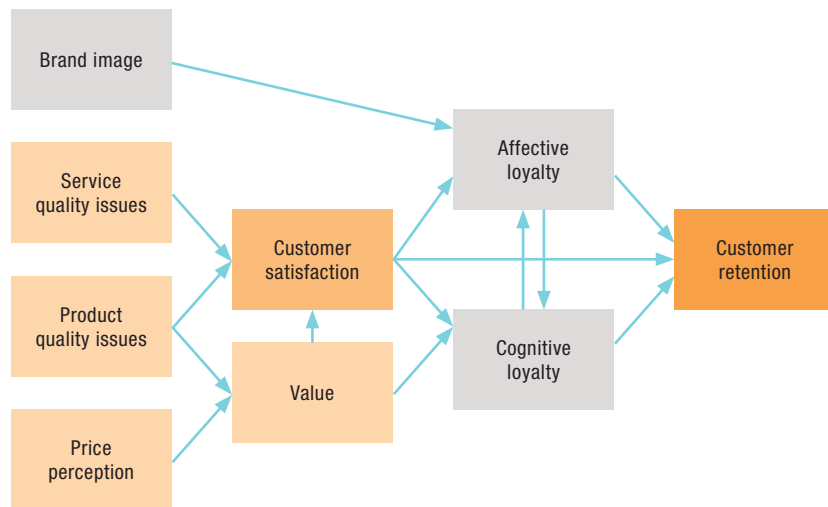 Brand image
Service
quality issues
Product
quality issues
Price
perception
Customer
satisfaction
Value
Affective
loyalty
Cognitive
loyalty
Customer
retention